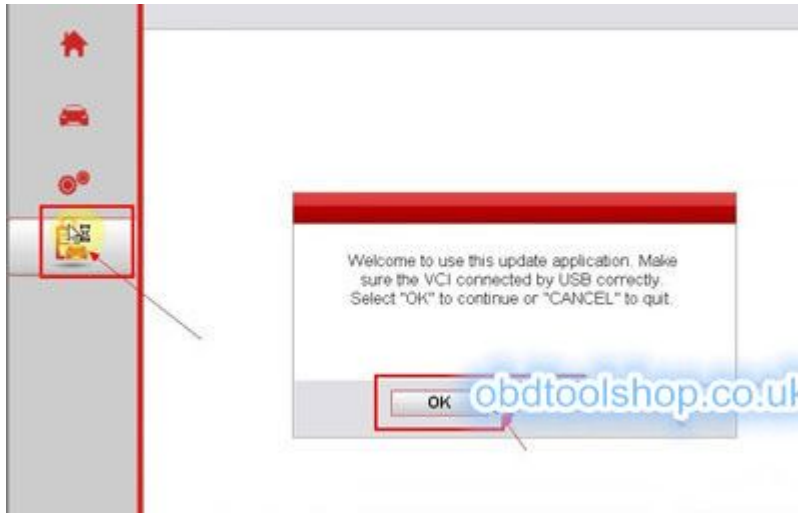 Welcome to use this update application. Make
sure the VCI connected by USB correctly.
Select "OK" to continue or "CANCEL" to quit.
OK
obdtoolshop.co.uk